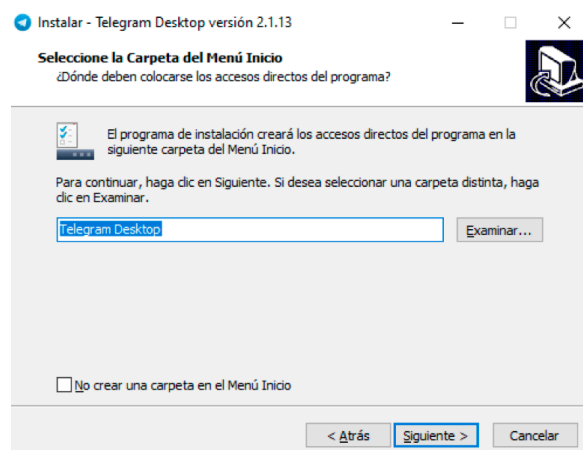 Instalar - Telegram Desktop versión 2.1.13
Seleccione la Carpeta del Menú Inicio
¿Dónde deben colocarse los accesos directos del programa?
El programa de instalación creará los accesos directos del programa en la
siguiente carpeta del Menú Inicio.
Para continuar, haga clic en Siguiente. Si desea seleccionar una carpeta distinta, haga
clic en Examinar.
Telegram Desktop
Examinar...
No crear una carpeta en el Menú Inicio
< Atrás
Siguiente >
Cancelar